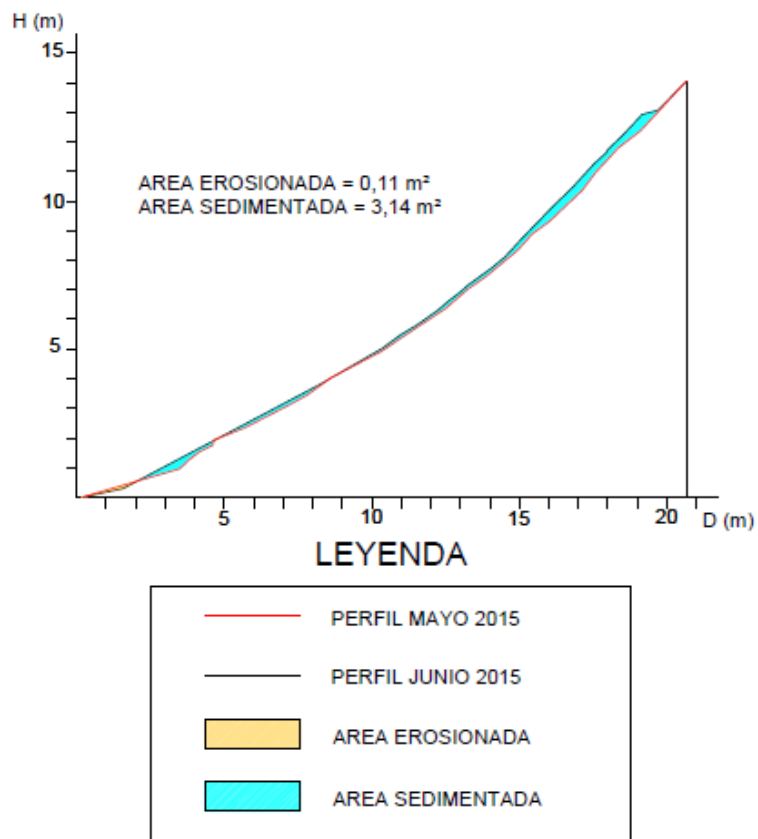 H (m)
15
AREA EROSIONADA = 0,11 m²
AREA SEDIMENTADA = 3,14 m²
10
5
5
10
15
20
D (m)
LEYENDA
PERFIL MAYO 2015
PERFIL JUNIO 2015
AREA EROSIONADA
AREA SEDIMENTADA